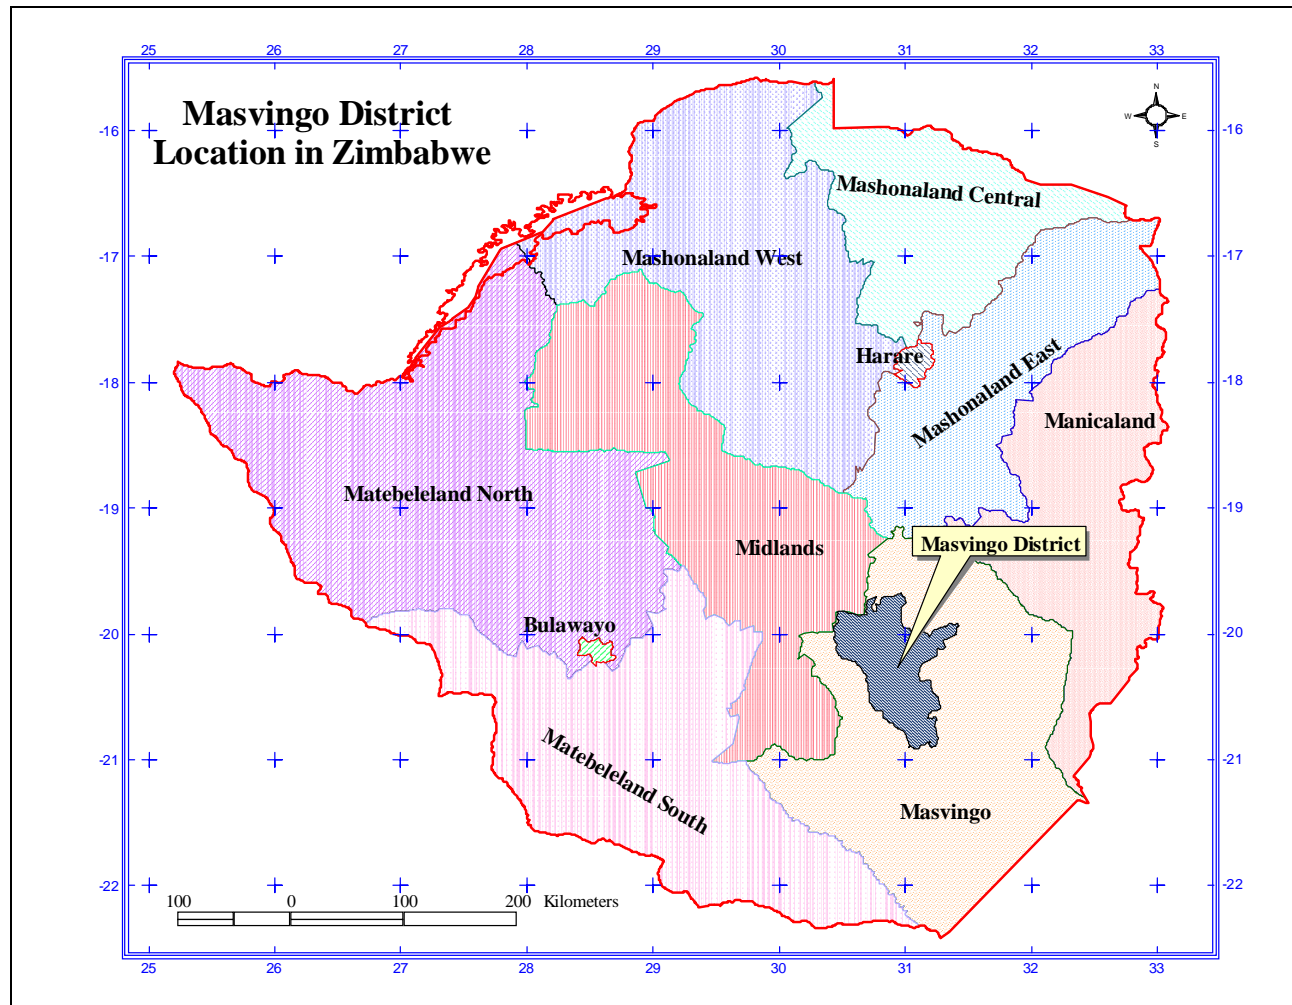 25 26 27 28 29 30 31 32 33
Masvingo District
Location in Zimbabwe
N
W E
S
-16 -16
Mashonaland Central
-17 -17
Mashonaland West
Harare
-18 -18
Mashonaland East
Manicaland
Matebeleland North
-19 -19
Midlands
Masvingo District
Bulawayo
-20 -20
-21 -21
Matebeleland South
Masvingo
-22 -22
100 0 100 200 Kilometers
25 26 27 28 29 30 31 32 33